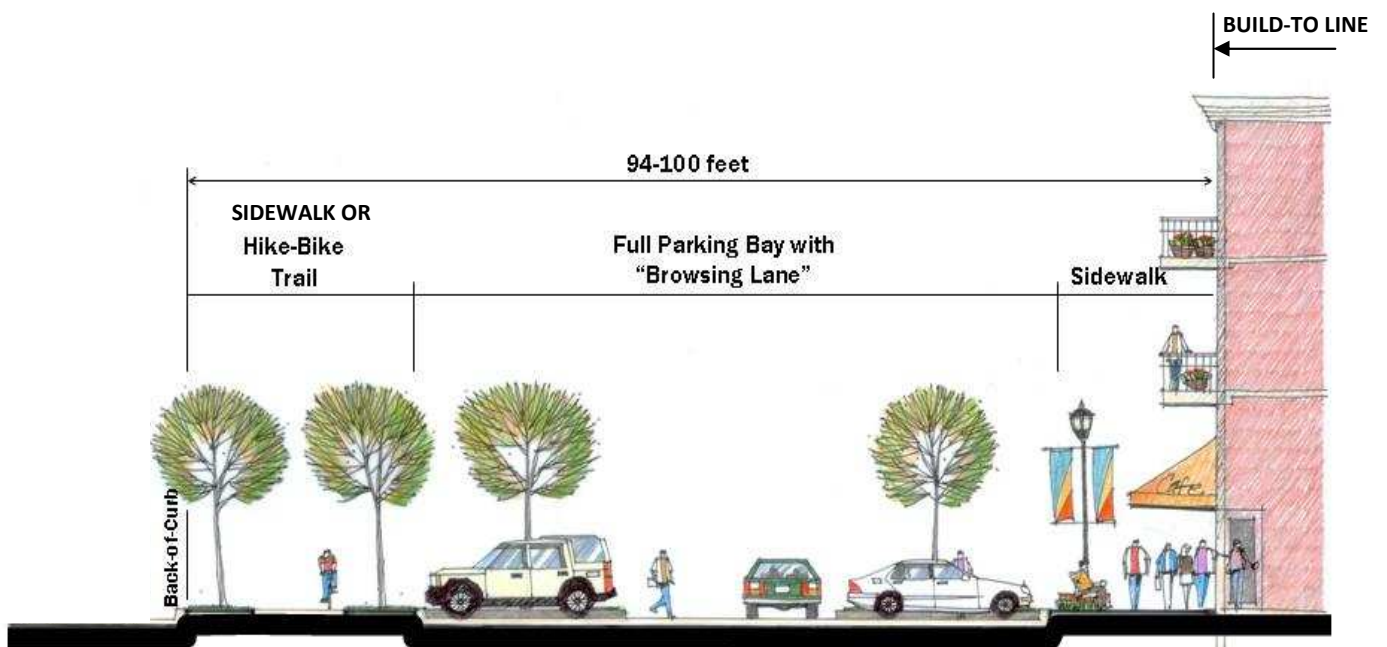 BUILD-TO LINE
94-100 feet
SIDEWALK OR
Hike-Bike
Trail
Full Parking Bay with
“Browsing Lane”
Sidewalk
Back-of-Curb
Cafe